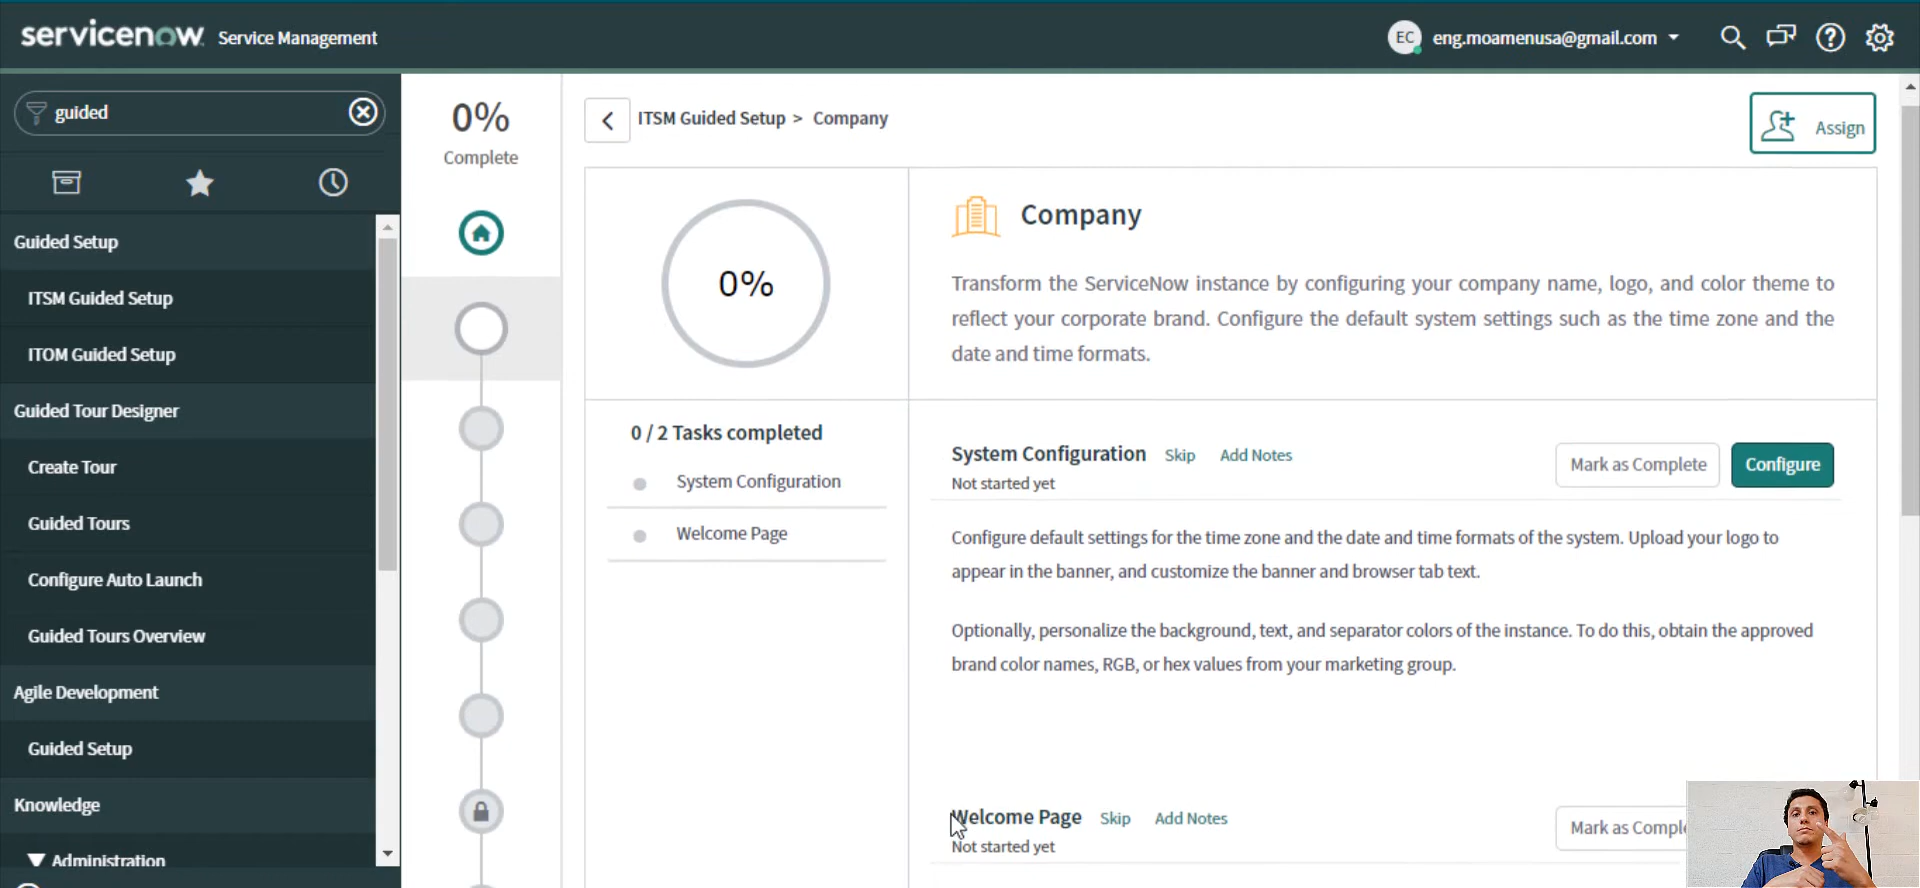 servicenow Service Management
EC eng.moamenusa@gmail.com
guided
Guided Setup
ITSM Guided Setup
ITOM Guided Setup
Guided Tour Designer
Create Tour
Guided Tours
Configure Auto Launch
Guided Tours Overview
Agile Development
Guided Setup
Knowledge
Administration
0%
Complete
ITSM Guided Setup > Company
Assign
0%
0 / 2 Tasks completed
System Configuration
Welcome Page
Company
Transform the ServiceNow instance by configuring your company name, logo, and color theme to
reflect your corporate brand. Configure the default system settings such as the time zone and the
date and time formats.
System Configuration Skip Add Notes
Not started yet
Mark as Complete Configure
Configure default settings for the time zone and the date and time formats of the system. Upload your logo to
appear in the banner, and customize the banner and browser tab text.
Optionally, personalize the background, text, and separator colors of the instance. To do this, obtain the approved
brand color names, RGB, or hex values from your marketing group.
Welcome Page Skip Add Notes
Not started yet
Mark as Compl